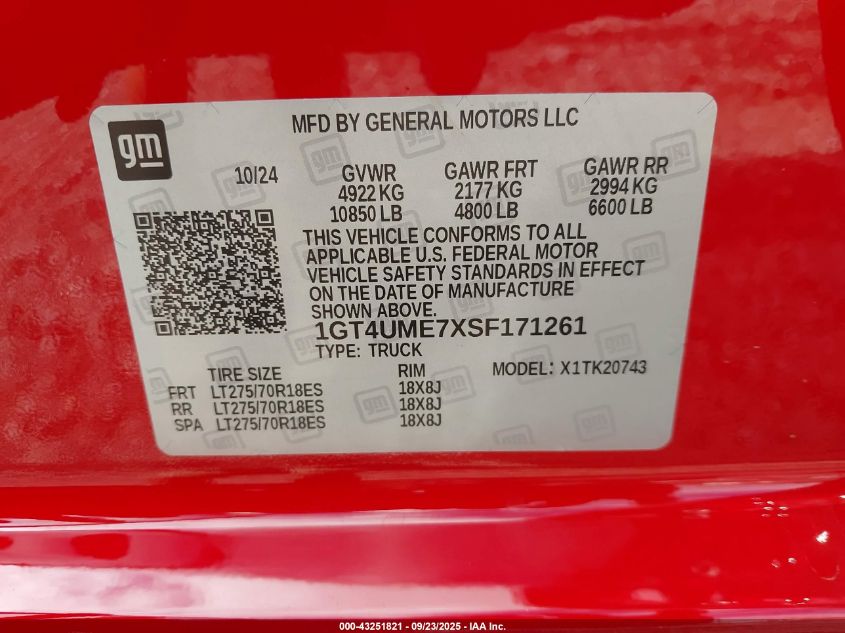 gm
MFD BY GENERAL MOTORS LLC
10/24 GVWR GAWR FRT GAWR RR
4922 KG 2177 KG 2994 KG
10850 LB 4800 LB 6600 LB
THIS VEHICLE CONFORMS TO ALL
APPLICABLE U.S. FEDERAL MOTOR
VEHICLE SAFETY STANDARDS IN EFFECT
ON THE DATE OF MANUFACTURE
SHOWN ABOVE.
1GT4UME7XSF171261
TYPE: TRUCK
TIRE SIZE RIM MODEL: X1TK20743
FRT LT275/70R18ES 18X8J
RR LT275/70R18ES 18X8J
SPA LT275/70R18ES 18X8J
000-43251821 - 09/23/2025 - IAA Inc.